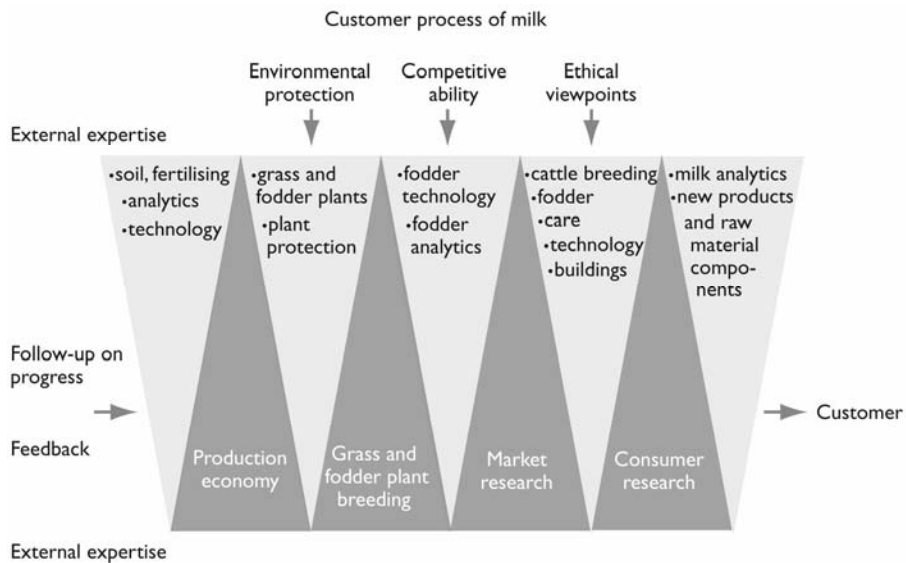 Customer process of milk
Environmental
protection
Competitive
ability
Ethical
viewpoints
External expertise
•soil, fertilising
•analytics
•technology
•grass and
fodder plants
•plant
protection
•fodder
technology
•fodder
analytics
•cattle breeding
•fodder
•care
•technology
•buildings
•milk analytics
•new products
and raw
material
compo-
nents
Follow-up on
progress
Feedback
Customer
Production
economy
Grass and
fodder plant
breeding
Market
research
Consumer
research
External expertise